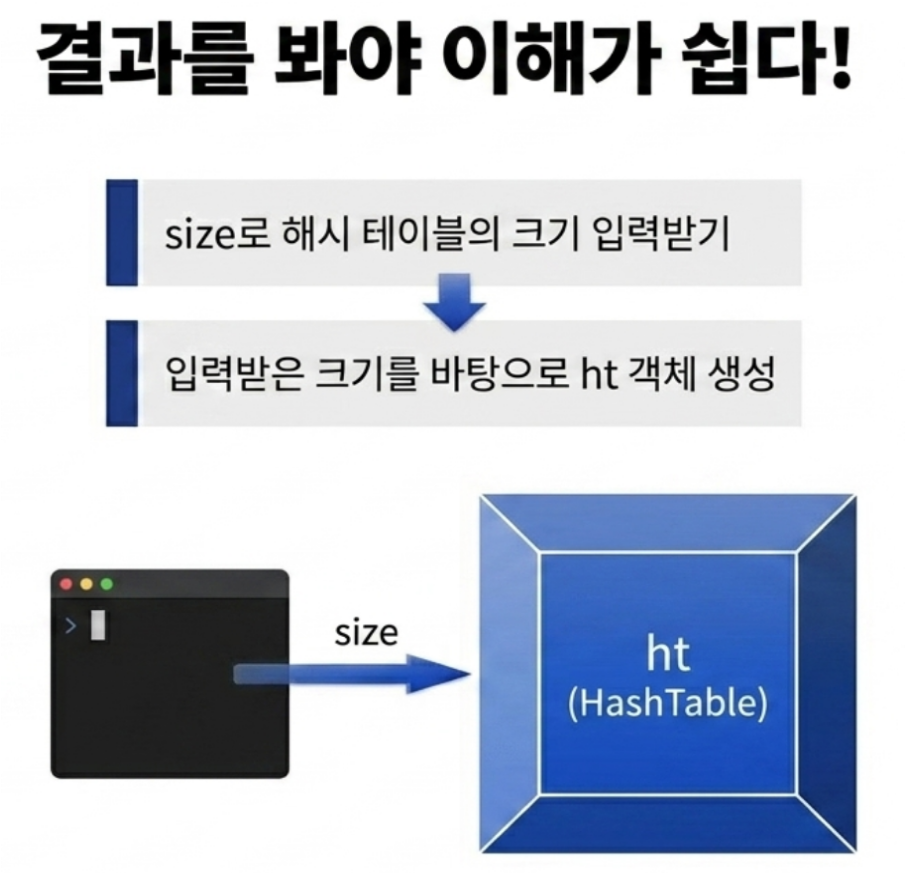 결과를 봐야 이해가 쉽다!
size로 해시 테이블의 크기 입력받기
입력받은 크기를 바탕으로 ht 객체 생성
>
size
ht
(HashTable)